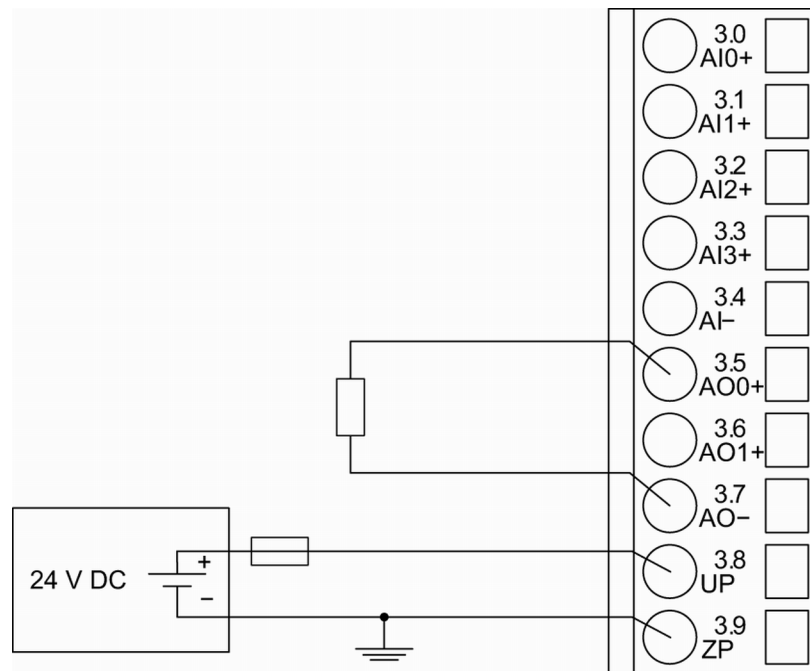 3.0
AI0+
3.1
AI1+
3.2
AI2+
3.3
AI3+
3.4
AI−
3.5
AO0+
3.6
AO1+
3.7
AO−
3.8
UP
3.9
ZP
24 V DC
+
−